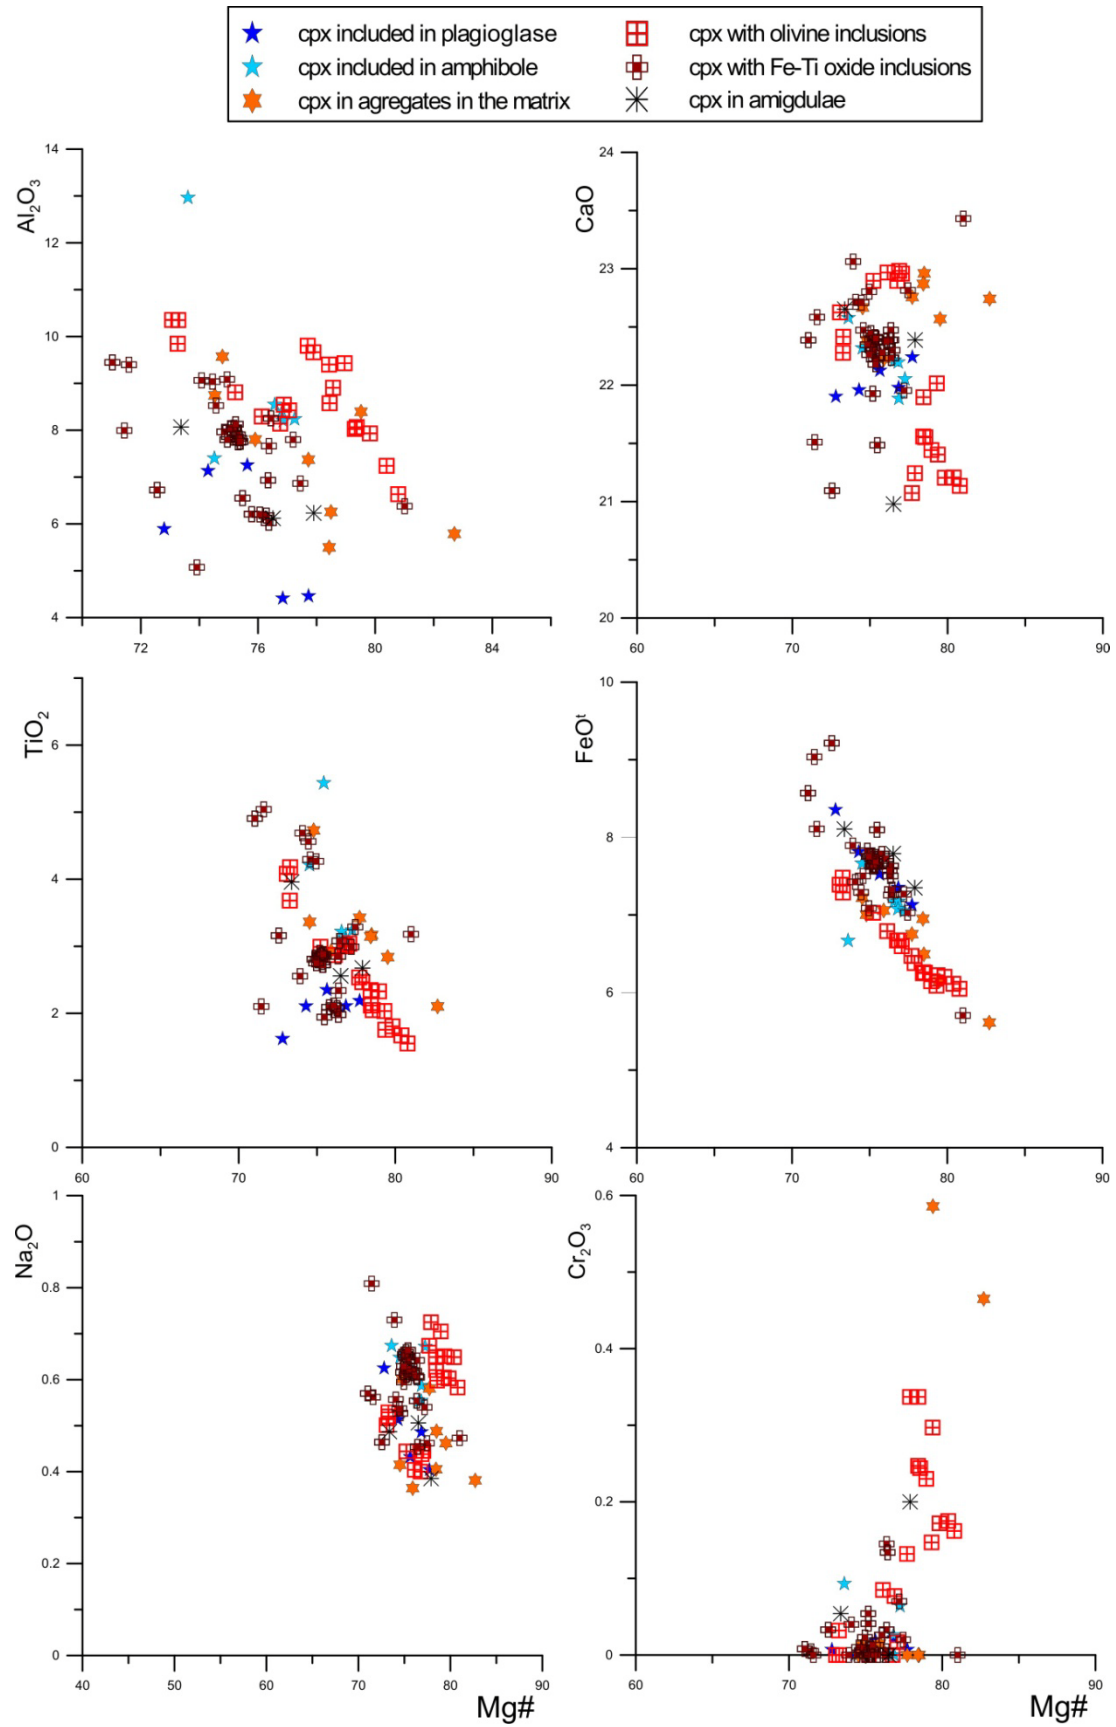 cpx included in plagioglase
cpx with olivine inclusions
cpx included in amphibole
cpx with Fe-Ti oxide inclusions
cpx in agregates in the matrix
cpx in amigdulae
Al₂O₃
14
12
10
8
6
4
72 76 80 84
CaO
24
23
22
21
20
60 70 80 90
TiO₂
6
4
2
0
60 70 80 90
FeOᵗ
10
8
6
4
60 70 80 90
Na₂O
1
0.8
0.6
0.4
0.2
0
40 50 60 70 80 90
Mg#
Cr₂O₃
0.6
0.4
0.2
0
60 70 80 90
Mg#